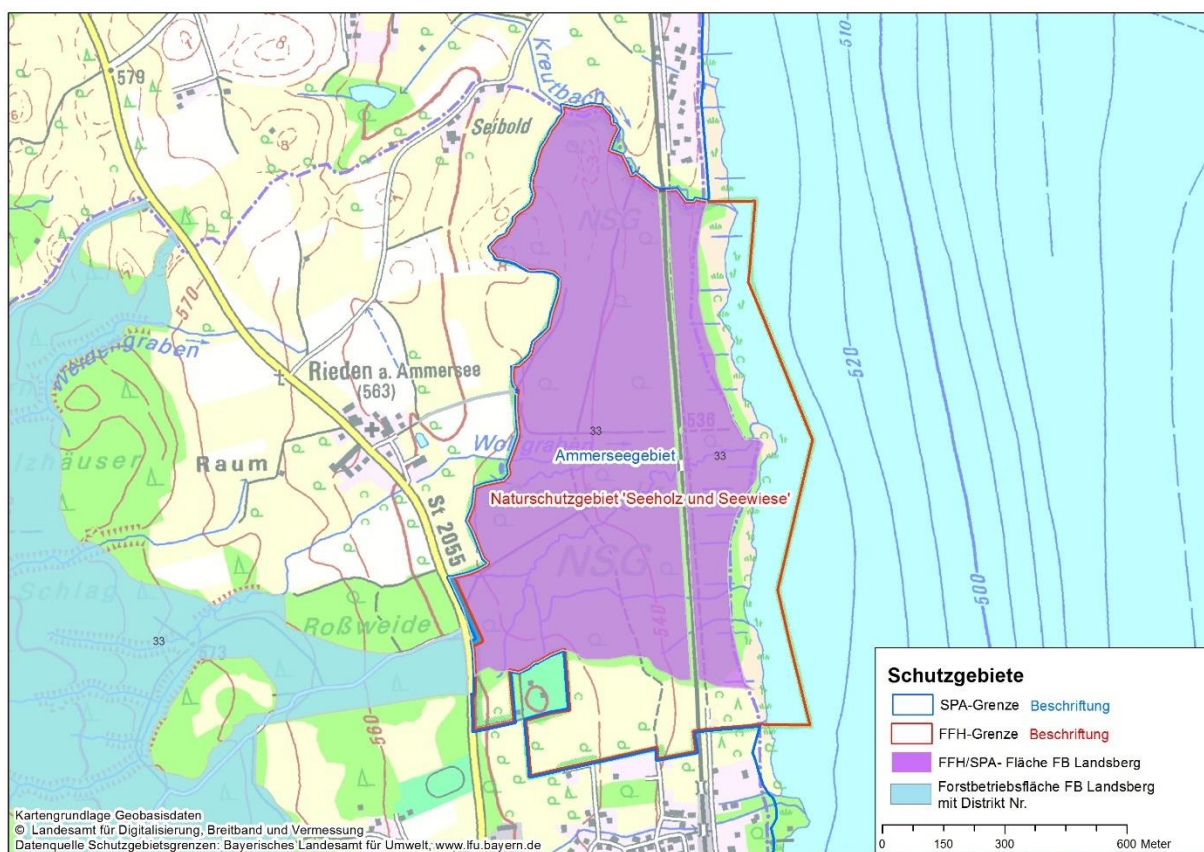 510
Kreutbach
579
Seibold
NSG
570
520
Weidengraben
Rieden a. Ammersee
(563)
536
33
Wolfgraben
33
Ammerseegebiet
Raum
Naturschutzgebiet 'Seeholz und Seewiese'
St 2055
NSG
500
Schlag
Roßweide
540
33
573
560
Schutzgebiete
SPA-Grenze Beschriftung
FFH-Grenze Beschriftung
FFH/SPA- Fläche FB Landsberg
Forstbetriebsfläche FB Landsberg
mit Distrikt Nr.
0 150 300 600 Meter
Kartengrundlage Geobasisdaten
© Landesamt für Digitalisierung, Breitband und Vermessung
Datenquelle Schutzgebietsgrenzen: Bayerisches Landesamt für Umwelt, www.lfu.bayern.de